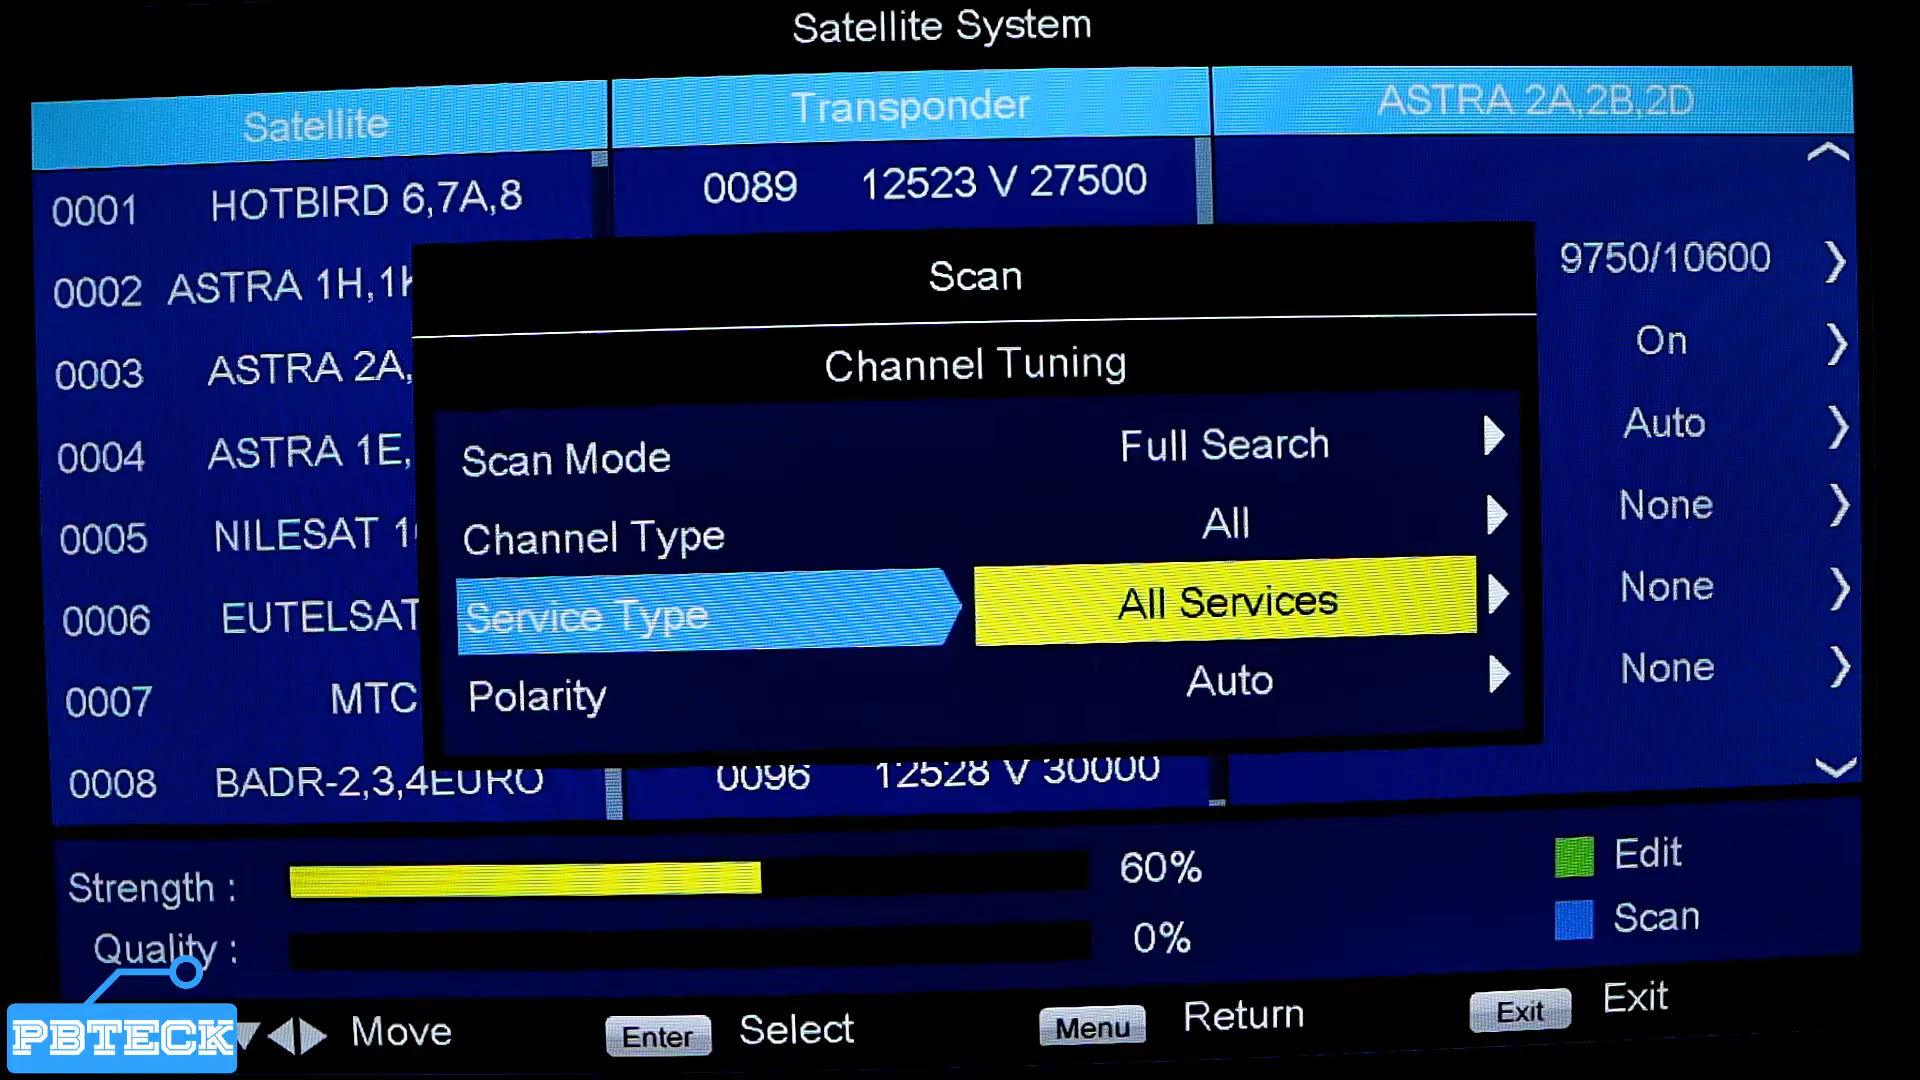 Satellite System
Satellite
Transponder
ASTRA 2A,2B,2D
0001 HOTBIRD 6,7A,8
0089 12523 V 27500
9750/10600
0002 ASTRA 1H,1
Scan
On
0003 ASTRA 2A,
Channel Tuning
Auto
0004 ASTRA 1E,
Scan Mode Full Search
None
0005 NILESAT 1
Channel Type All
None
0006 EUTELSAT
Service Type All Services
None
0007 MTC
Polarity Auto
0008 BADR-2,3,4EURO
0096 12528 V 30000
Strength : 60%
Edit
Quality : 0%
Scan
PBTECK
Move
Enter Select
Menu Return
Exit Exit